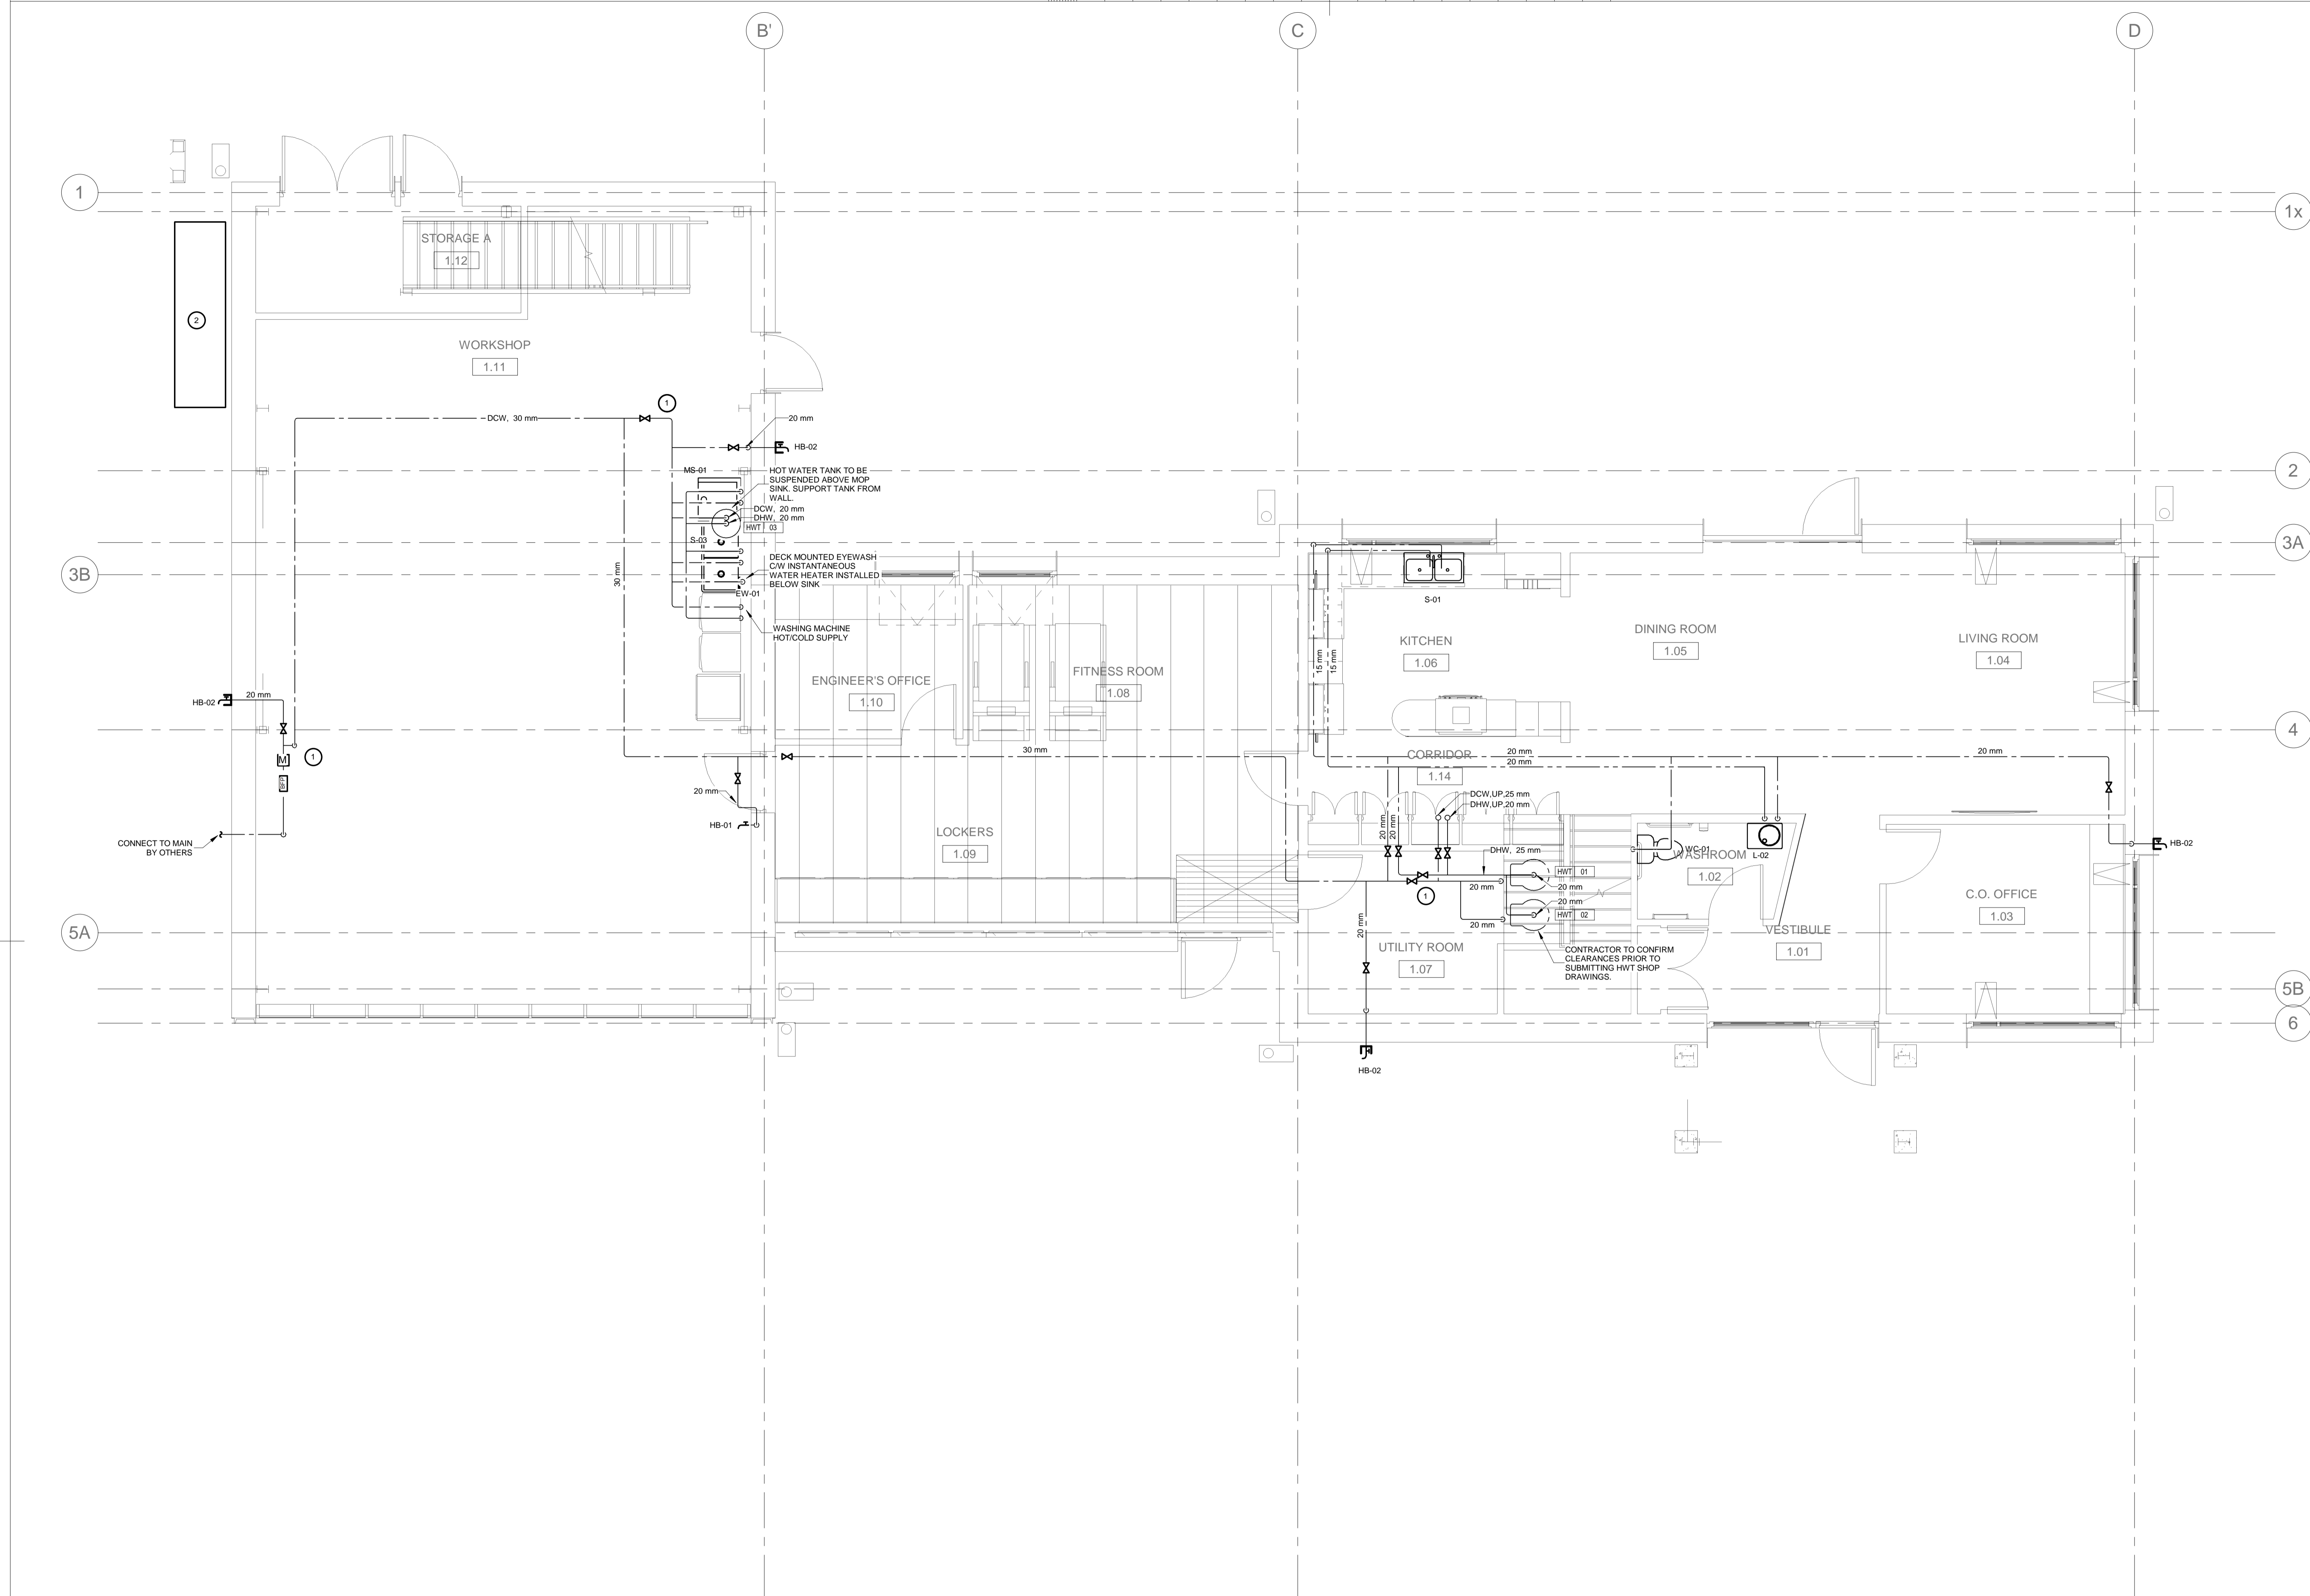 B'
C
D
1
1x
STORAGE A
1.12
2
WORKSHOP
1.11
1
DCW, 30 mm
20 mm
HB-02
MS-01
2
HOT WATER TANK TO BE
SUSPENDED ABOVE MOP
SINK. SUPPORT TANK FROM
WALL.
DCW, 20 mm
DHW, 20 mm
HWT 03
S-03
3A
3B
DECK MOUNTED EYEWASH
C/W INSTANTANEOUS
WATER HEATER INSTALLED
BELOW SINK
30 mm
EW-01
S-01
WASHING MACHINE
HOT/COLD SUPPLY
KITCHEN
1.06
DINING ROOM
1.05
LIVING ROOM
1.04
15 mm
15 mm
ENGINEER'S OFFICE
1.10
FITNESS ROOM
1.08
20 mm
HB-02
4
M
1
BFP
30 mm
CORRIDOR
1.14
20 mm
20 mm
20 mm
20 mm
HB-01
DCW,UP,25 mm
DHW,UP,20 mm
20 mm
20 mm
CONNECT TO MAIN
BY OTHERS
LOCKERS
1.09
DHW, 25 mm
WC-01
WASHROOM
1.02
L-02
HB-02
HWT 01
20 mm
20 mm
1
20 mm
HWT 02
20 mm
C.O. OFFICE
1.03
5A
20 mm
UTILITY ROOM
1.07
CONTRACTOR TO CONFIRM
CLEARANCES PRIOR TO
SUBMITTING HWT SHOP
DRAWINGS.
VESTIBULE
1.01
5B
6
HB-02